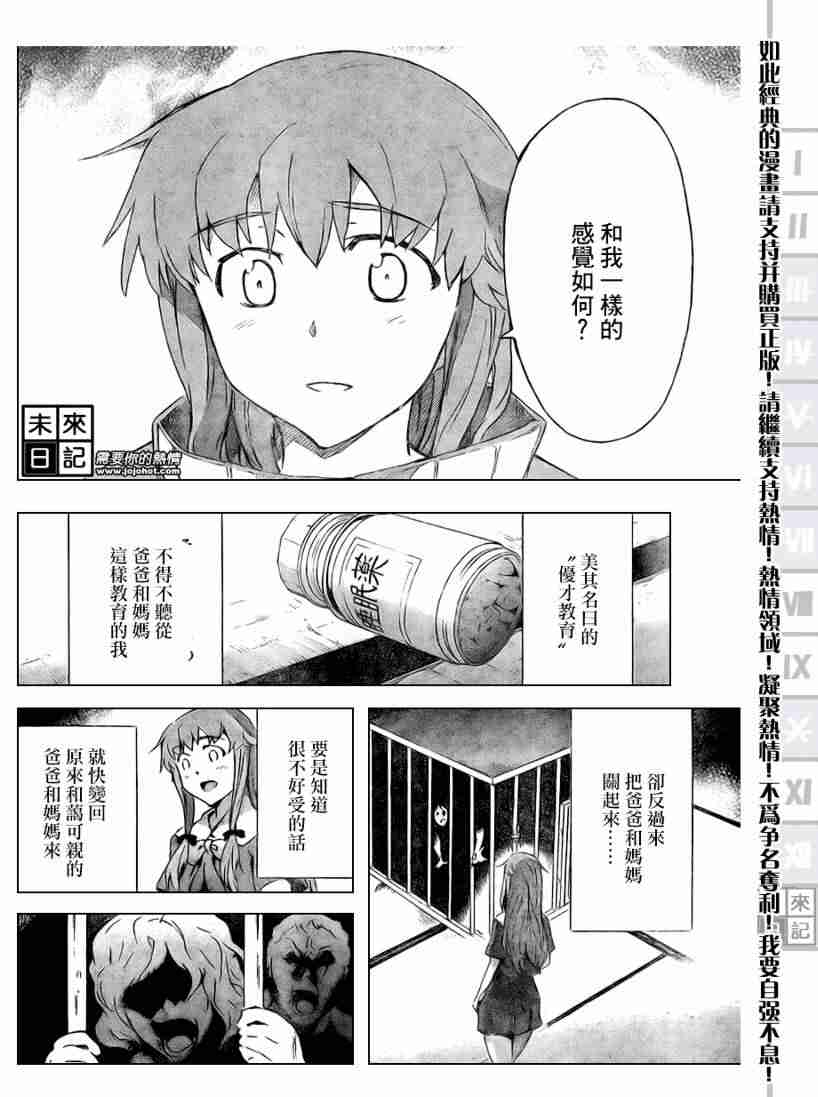 和我一樣的
感覺如何？
未來
日記
需要你的熱情
www.jojohot.com
美其名曰的
〝優才教育〞
眠藥
不得不聽從
爸爸和媽媽
這樣教育的我
卻反過來
把爸爸和媽媽
關起來……
要是知道
很不好受的話
就快變回
原來和藹可親的
爸爸和媽媽來
如此經典的漫畫請支持并購買正版！請繼續支持熱情！熱情領域！凝聚熱情！不爲争名奪利！我要自强不息！
I
II
III
IV
V
VI
VII
VIII
IX
X
XI
來
記